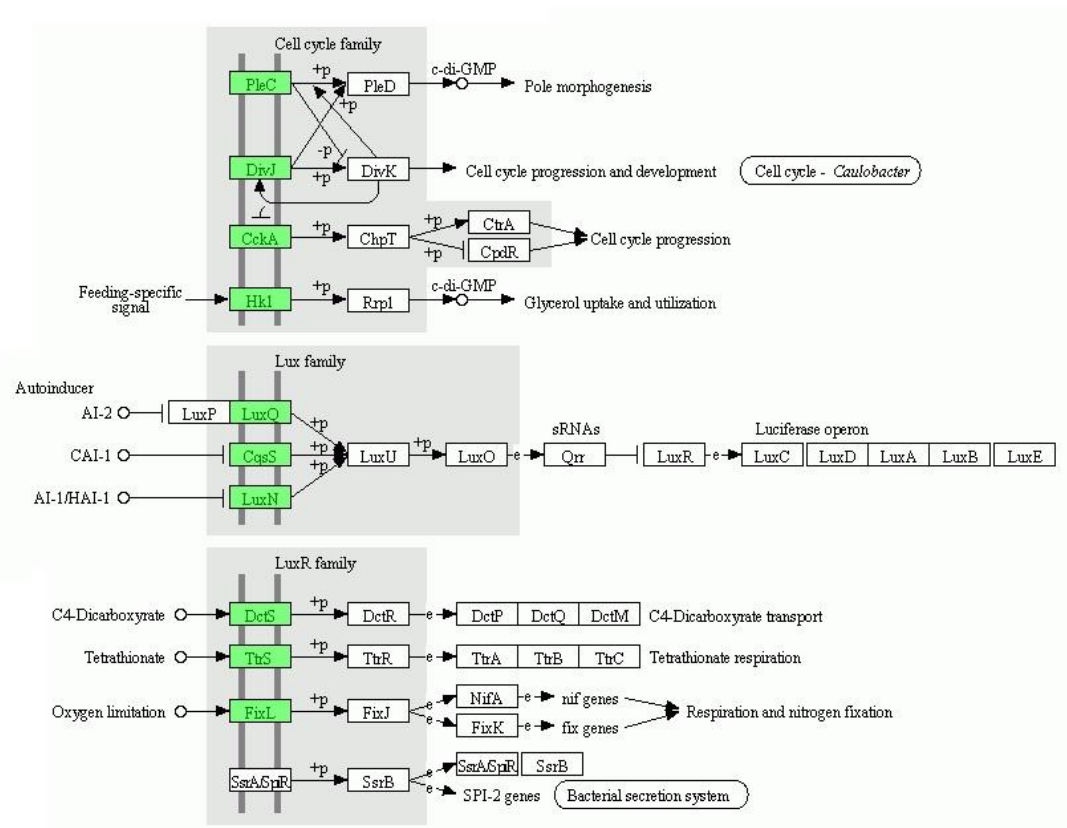 Cell cycle family
PleC +p PleD c-di-GMP Pole morphogenesis
+p
-p
DivJ +p DivK Cell cycle progression and development Cell cycle - Caulobacter
CckA +p ChpT +p CtrA
+p CpdR Cell cycle progression
Feeding-specific signal Hk1 +p Rrp1 c-di-GMP Glycerol uptake and utilization
Lux family
Autoinducer
AI-2 LuxP LuxQ +p
CAI-1 CqsS +p LuxU +p LuxO e sRNAs Qrr LuxR e Luciferase operon LuxC LuxD LuxA LuxB LuxE
AI-1/HAI-1 LuxN +p
LuxR family
C4-Dicarboxyrate DctS +p DctR e DctP DctQ DctM C4-Dicarboxyrate transport
Tetrathionate TtrS +p TtrR e TtrA TtrB TtrC Tetrathionate respiration
Oxygen limitation FixL +p FixJ e NifA e nif genes
e FixK e fix genes Respiration and nitrogen fixation
SsrA/SpiR +p SsrB e SsrA/SpiR SsrB
e SPI-2 genes Bacterial secretion system